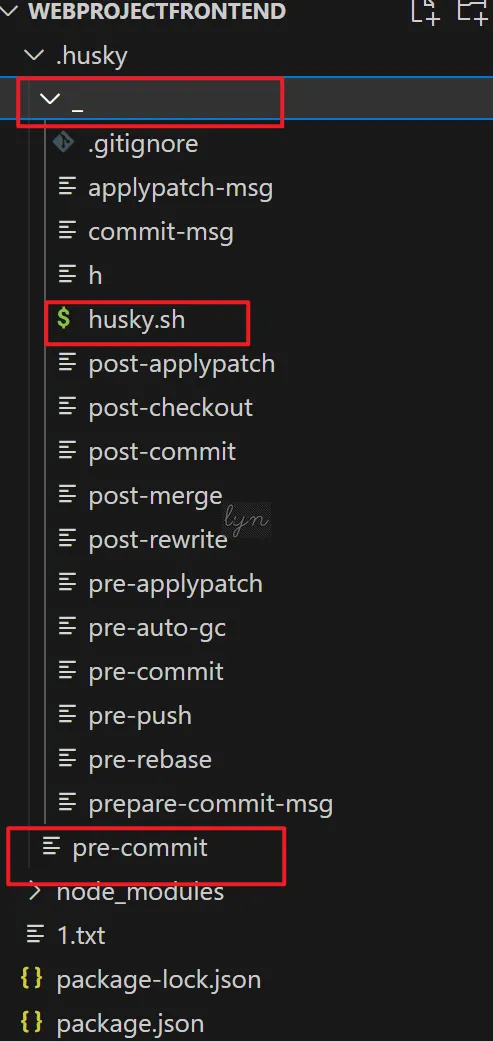 WEBPROJECTFRONTEND
.husky
_
.gitignore
applypatch-msg
commit-msg
h
$ husky.sh
post-applypatch
post-checkout
post-commit
post-merge
lyn
post-rewrite
pre-applypatch
pre-auto-gc
pre-commit
pre-push
pre-rebase
prepare-commit-msg
pre-commit
node_modules
1.txt
{} package-lock.json
{} package.json